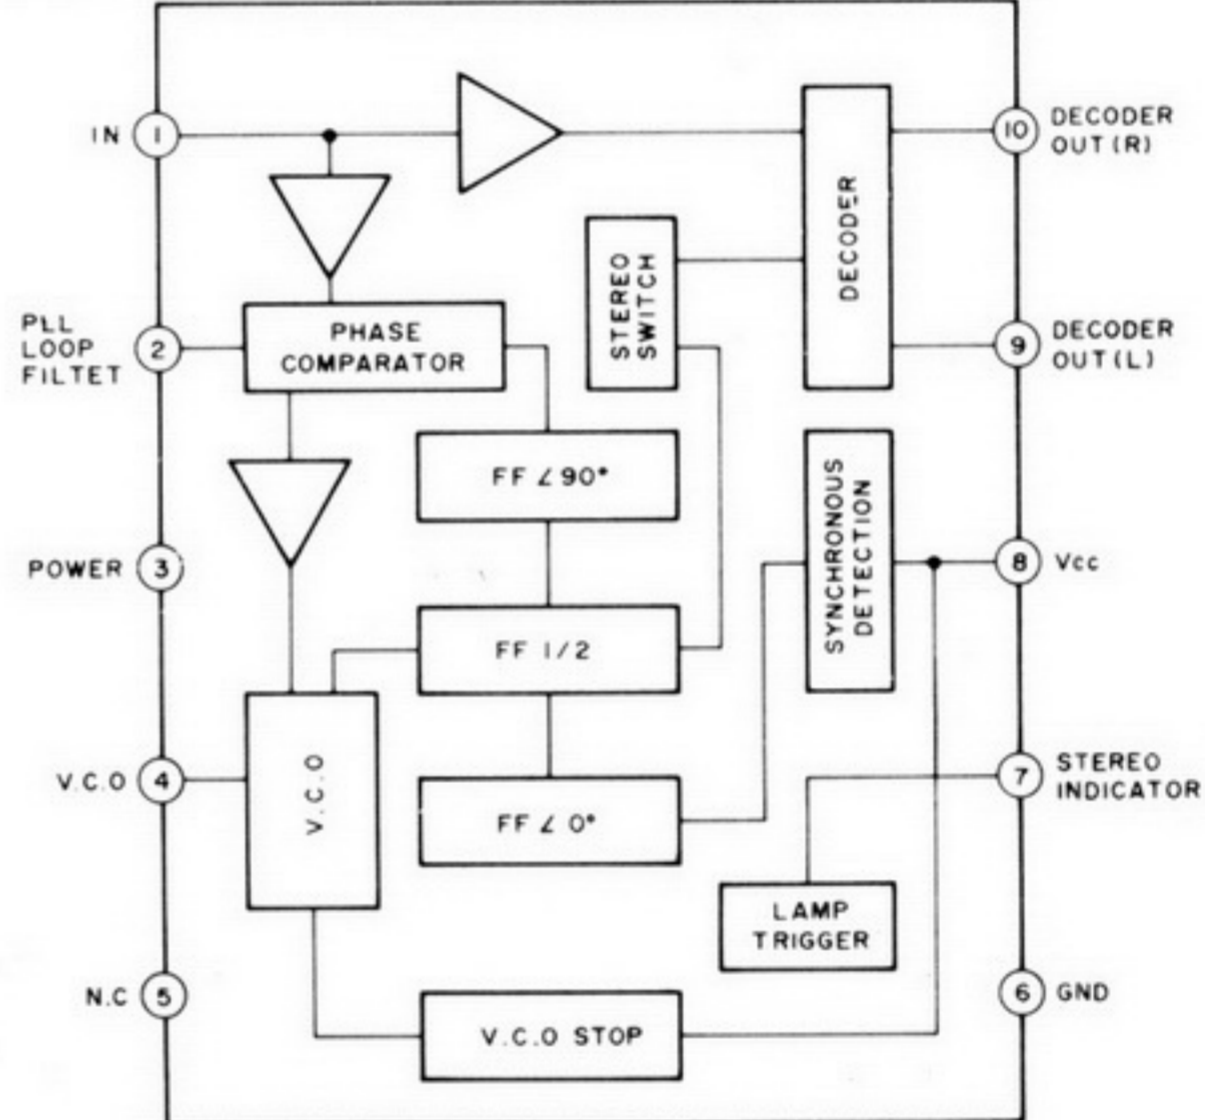 IN
1
10
DECODER
OUT (R)
DECODER
STEREO
SWITCH
PLL
LOOP
FILTET
2
PHASE
COMPARATOR
9
DECODER
OUT (L)
FF ∠90°
SYNCHRONOUS
DETECTION
POWER
3
8
Vcc
FF 1/2
V.C.O
4
V.C.O
FF ∠ 0°
7
STEREO
INDICATOR
LAMP
TRIGGER
N.C
5
6
GND
V.C.O STOP